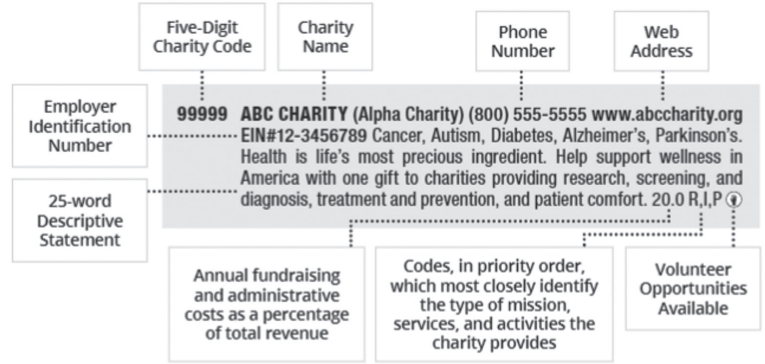 Five-Digit
Charity Code
Charity
Name
Phone
Number
Web
Address
Employer
Identification
Number
99999 ABC CHARITY (Alpha Charity) (800) 555-5555 www.abccharity.org
EIN#12-3456789 Cancer, Autism, Diabetes, Alzheimer's, Parkinson's.
Health is life's most precious ingredient. Help support wellness in
America with one gift to charities providing research, screening, and
diagnosis, treatment and prevention, and patient comfort. 20.0 R,I,P
25-word
Descriptive
Statement
Annual fundraising
and administrative
costs as a percentage
of total revenue
Codes, in priority order,
which most closely identify
the type of mission,
services, and activities the
charity provides
Volunteer
Opportunities
Available